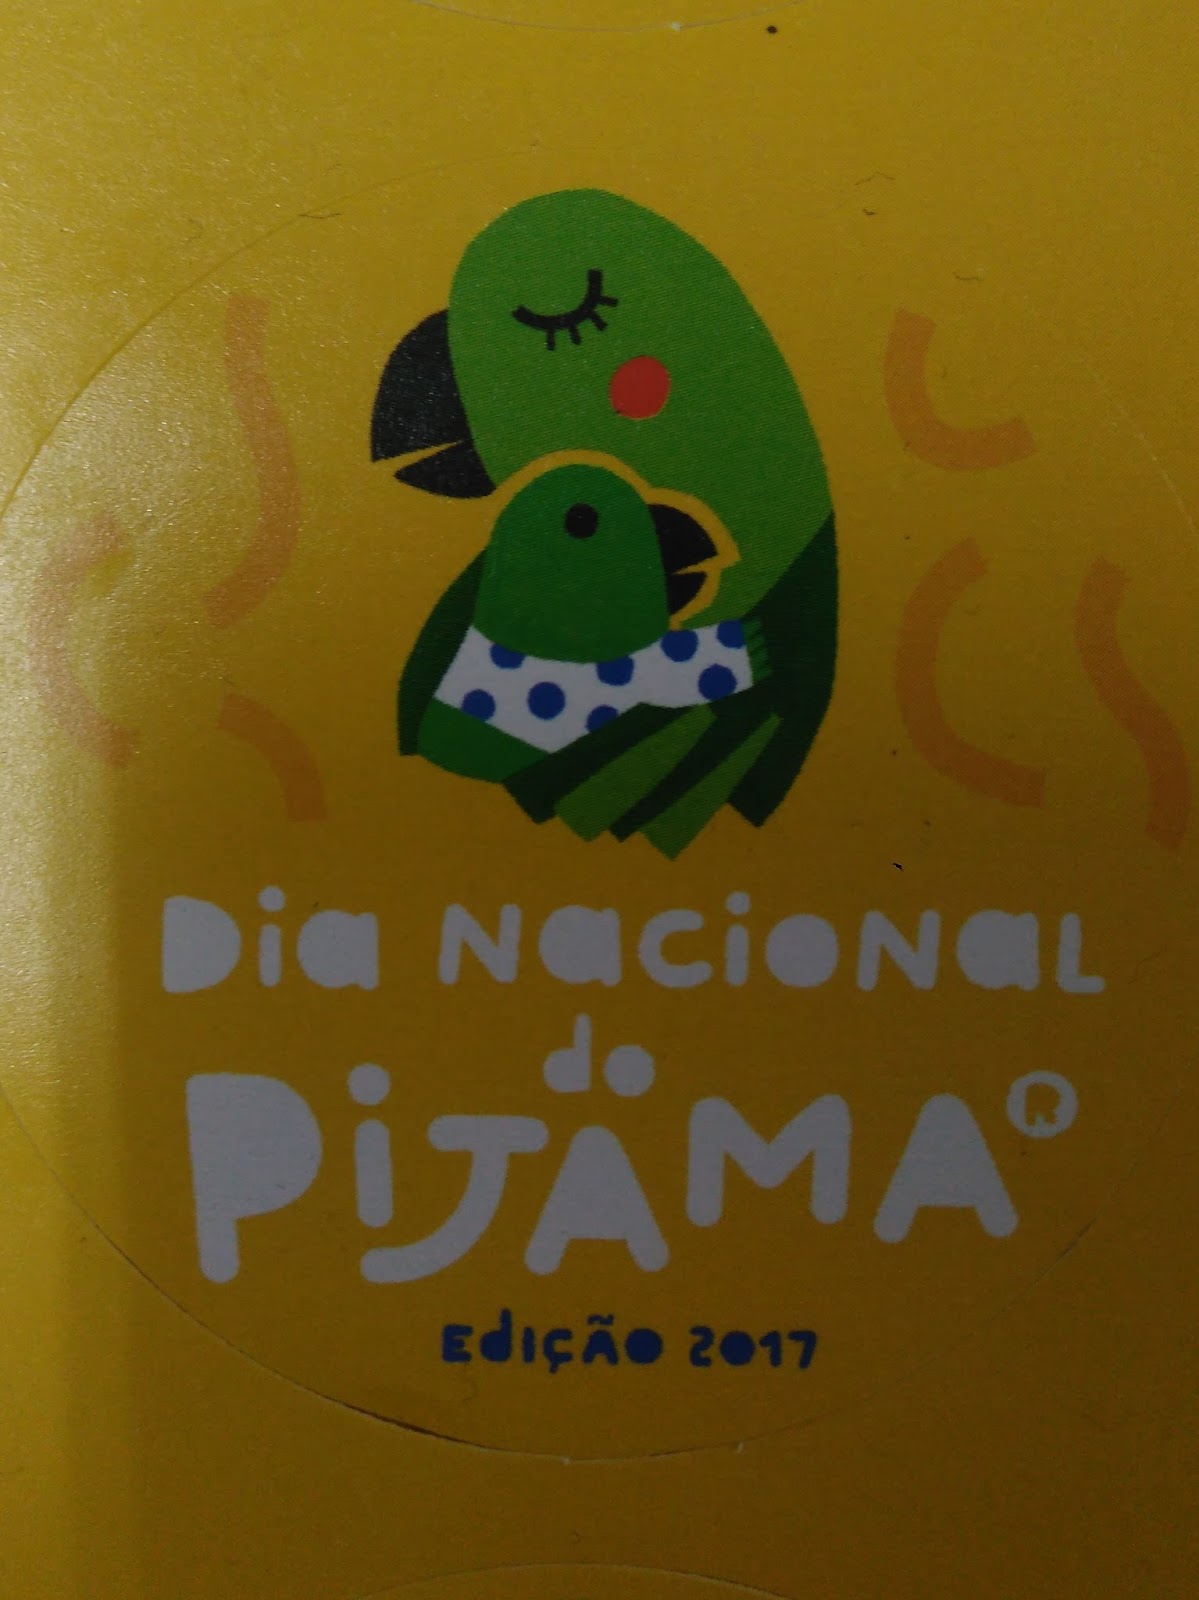 Dia Nacional
do
PIJAMA®
EDIÇÃO 2017